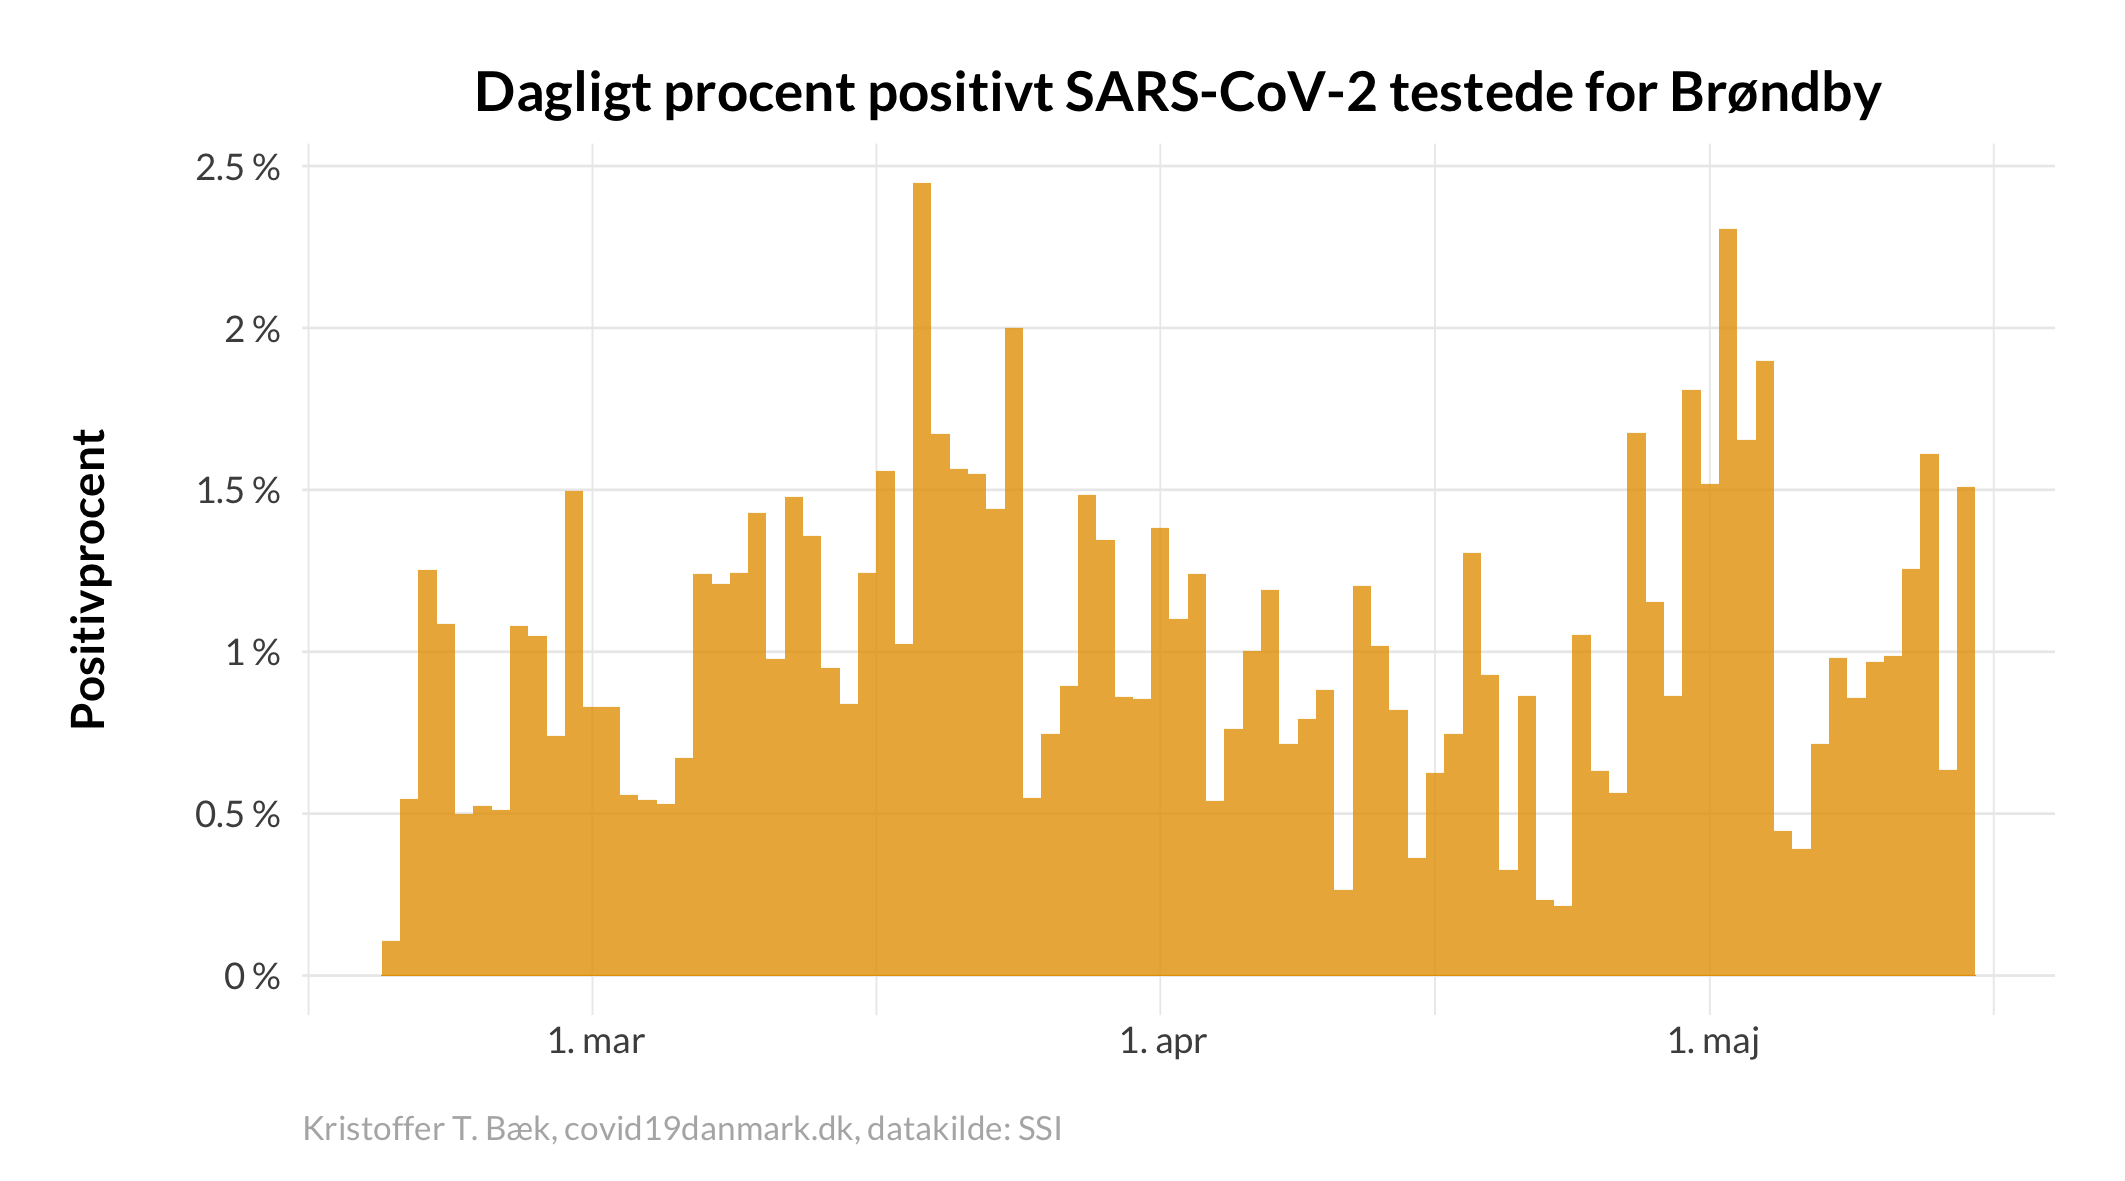 Dagligt procent positivt SARS-CoV-2 testede for Brøndby
Positivprocent
2.5 %
2 %
1.5 %
1 %
0.5 %
0 %
1. mar
1. apr
1. maj
Kristoffer T. Bæk, covid19danmark.dk, datakilde: SSI